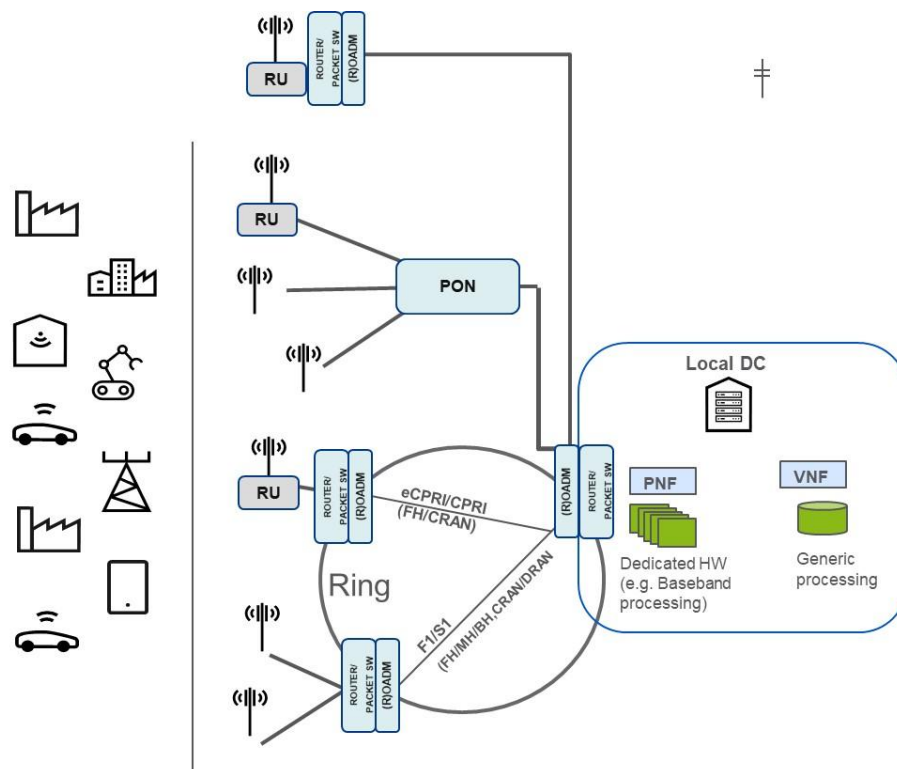 RU
ROUTER/
PACKET SW
(R)OADM
RU
PON
Local DC
RU
ROUTER/
PACKET SW
(R)OADM
eCPRI/CPRI
(FH/CRAN)
(R)OADM
ROUTER/
PACKET SW
PNF
VNF
Dedicated HW
(e.g. Baseband
processing)
Generic
processing
Ring
F1/S1
(FH/MH/BH,CRAN/DRAN)
ROUTER/
PACKET SW
(R)OADM